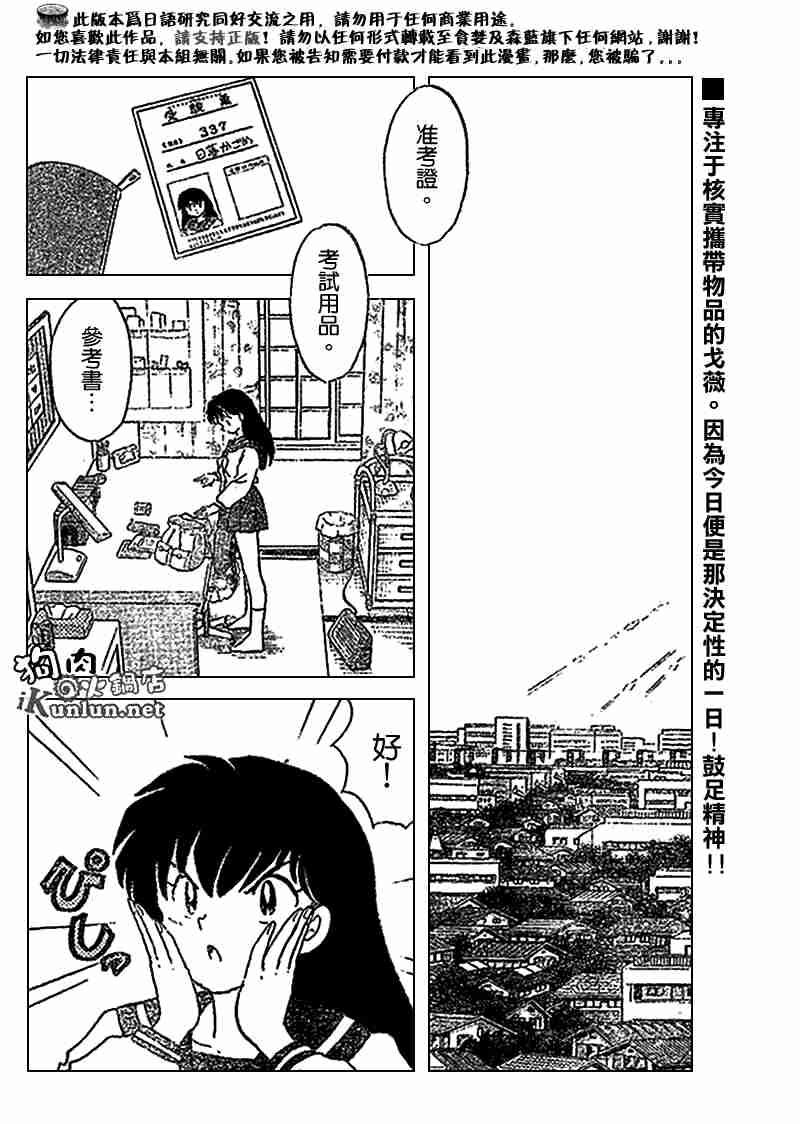 此版本爲日語研究同好交流之用，請勿用于任何商業用途。
如您喜歡此作品，請支持正版！請勿以任何形式轉載至貪婪及森藍旗下任何網站，謝謝！
一切法律責任與本組無關。如果您被告知需要付款才能看到此漫畫，那麽，您被騙了...
■專注于核實攜帶物品的戈薇。因為今日便是那決定性的一日！鼓足精神！！
准考證。
受験票
337
日暮かごめ
考試用品。
參考書…
好！
ぴしっ
狗肉
火鍋店
iKunlun.net